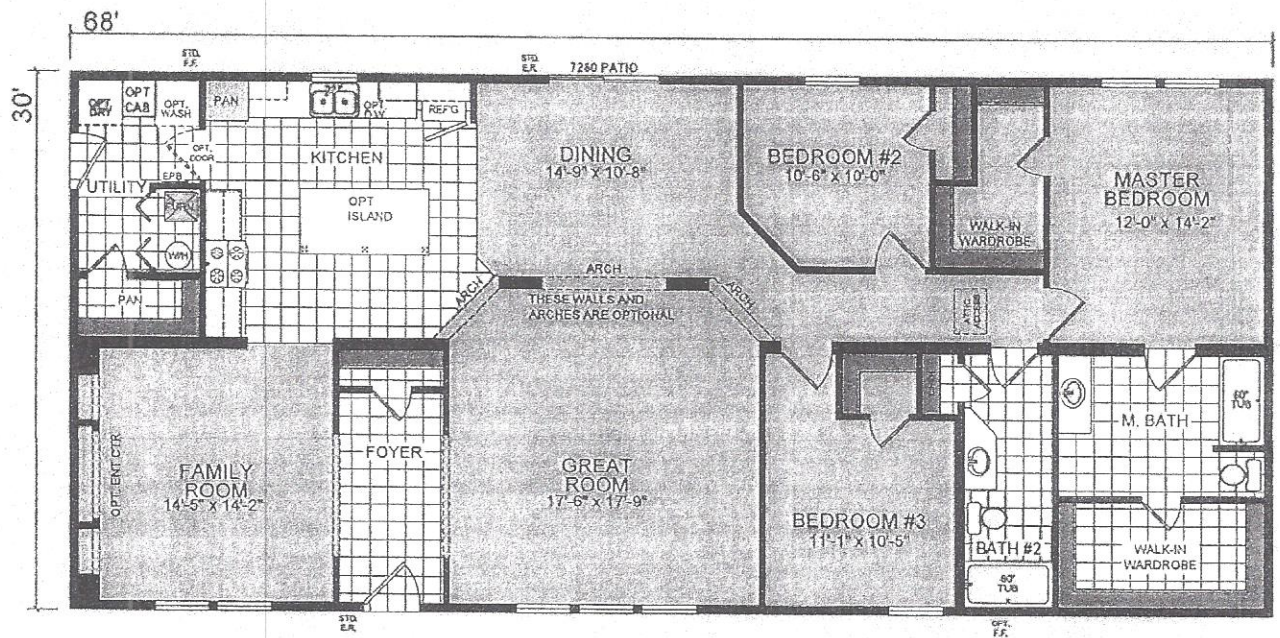 68'
30'
STD.
E.R.
STD.
E.R.
7280 PATIO
OPT
DRY
OPT
CAB
OPT.
WASH
PAN
OPT
D/W
REF'G
OPT.
DOOR
EPB
UTILITY
FURN
W/H
PAN
KITCHEN
OPT
ISLAND
DINING
14'-9" x 10'-8"
BEDROOM #2
10'-6" x 10'-0"
WALK-IN
WARDROBE
MASTER
BEDROOM
12'-0" x 14'-2"
ARCH
ARCH
ARCH
THESE WALLS AND
ARCHES ARE OPTIONAL
ATTIC
ACCESS
OPT ENT CTR
FAMILY
ROOM
14'-5" x 14'-2"
FOYER
GREAT
ROOM
17'-6" x 17'-9"
BEDROOM #3
11'-1" x 10'-5"
BATH #2
60"
TUB
M. BATH
60"
TUB
WALK-IN
WARDROBE
STD.
E.R.
OPT.
F.F.